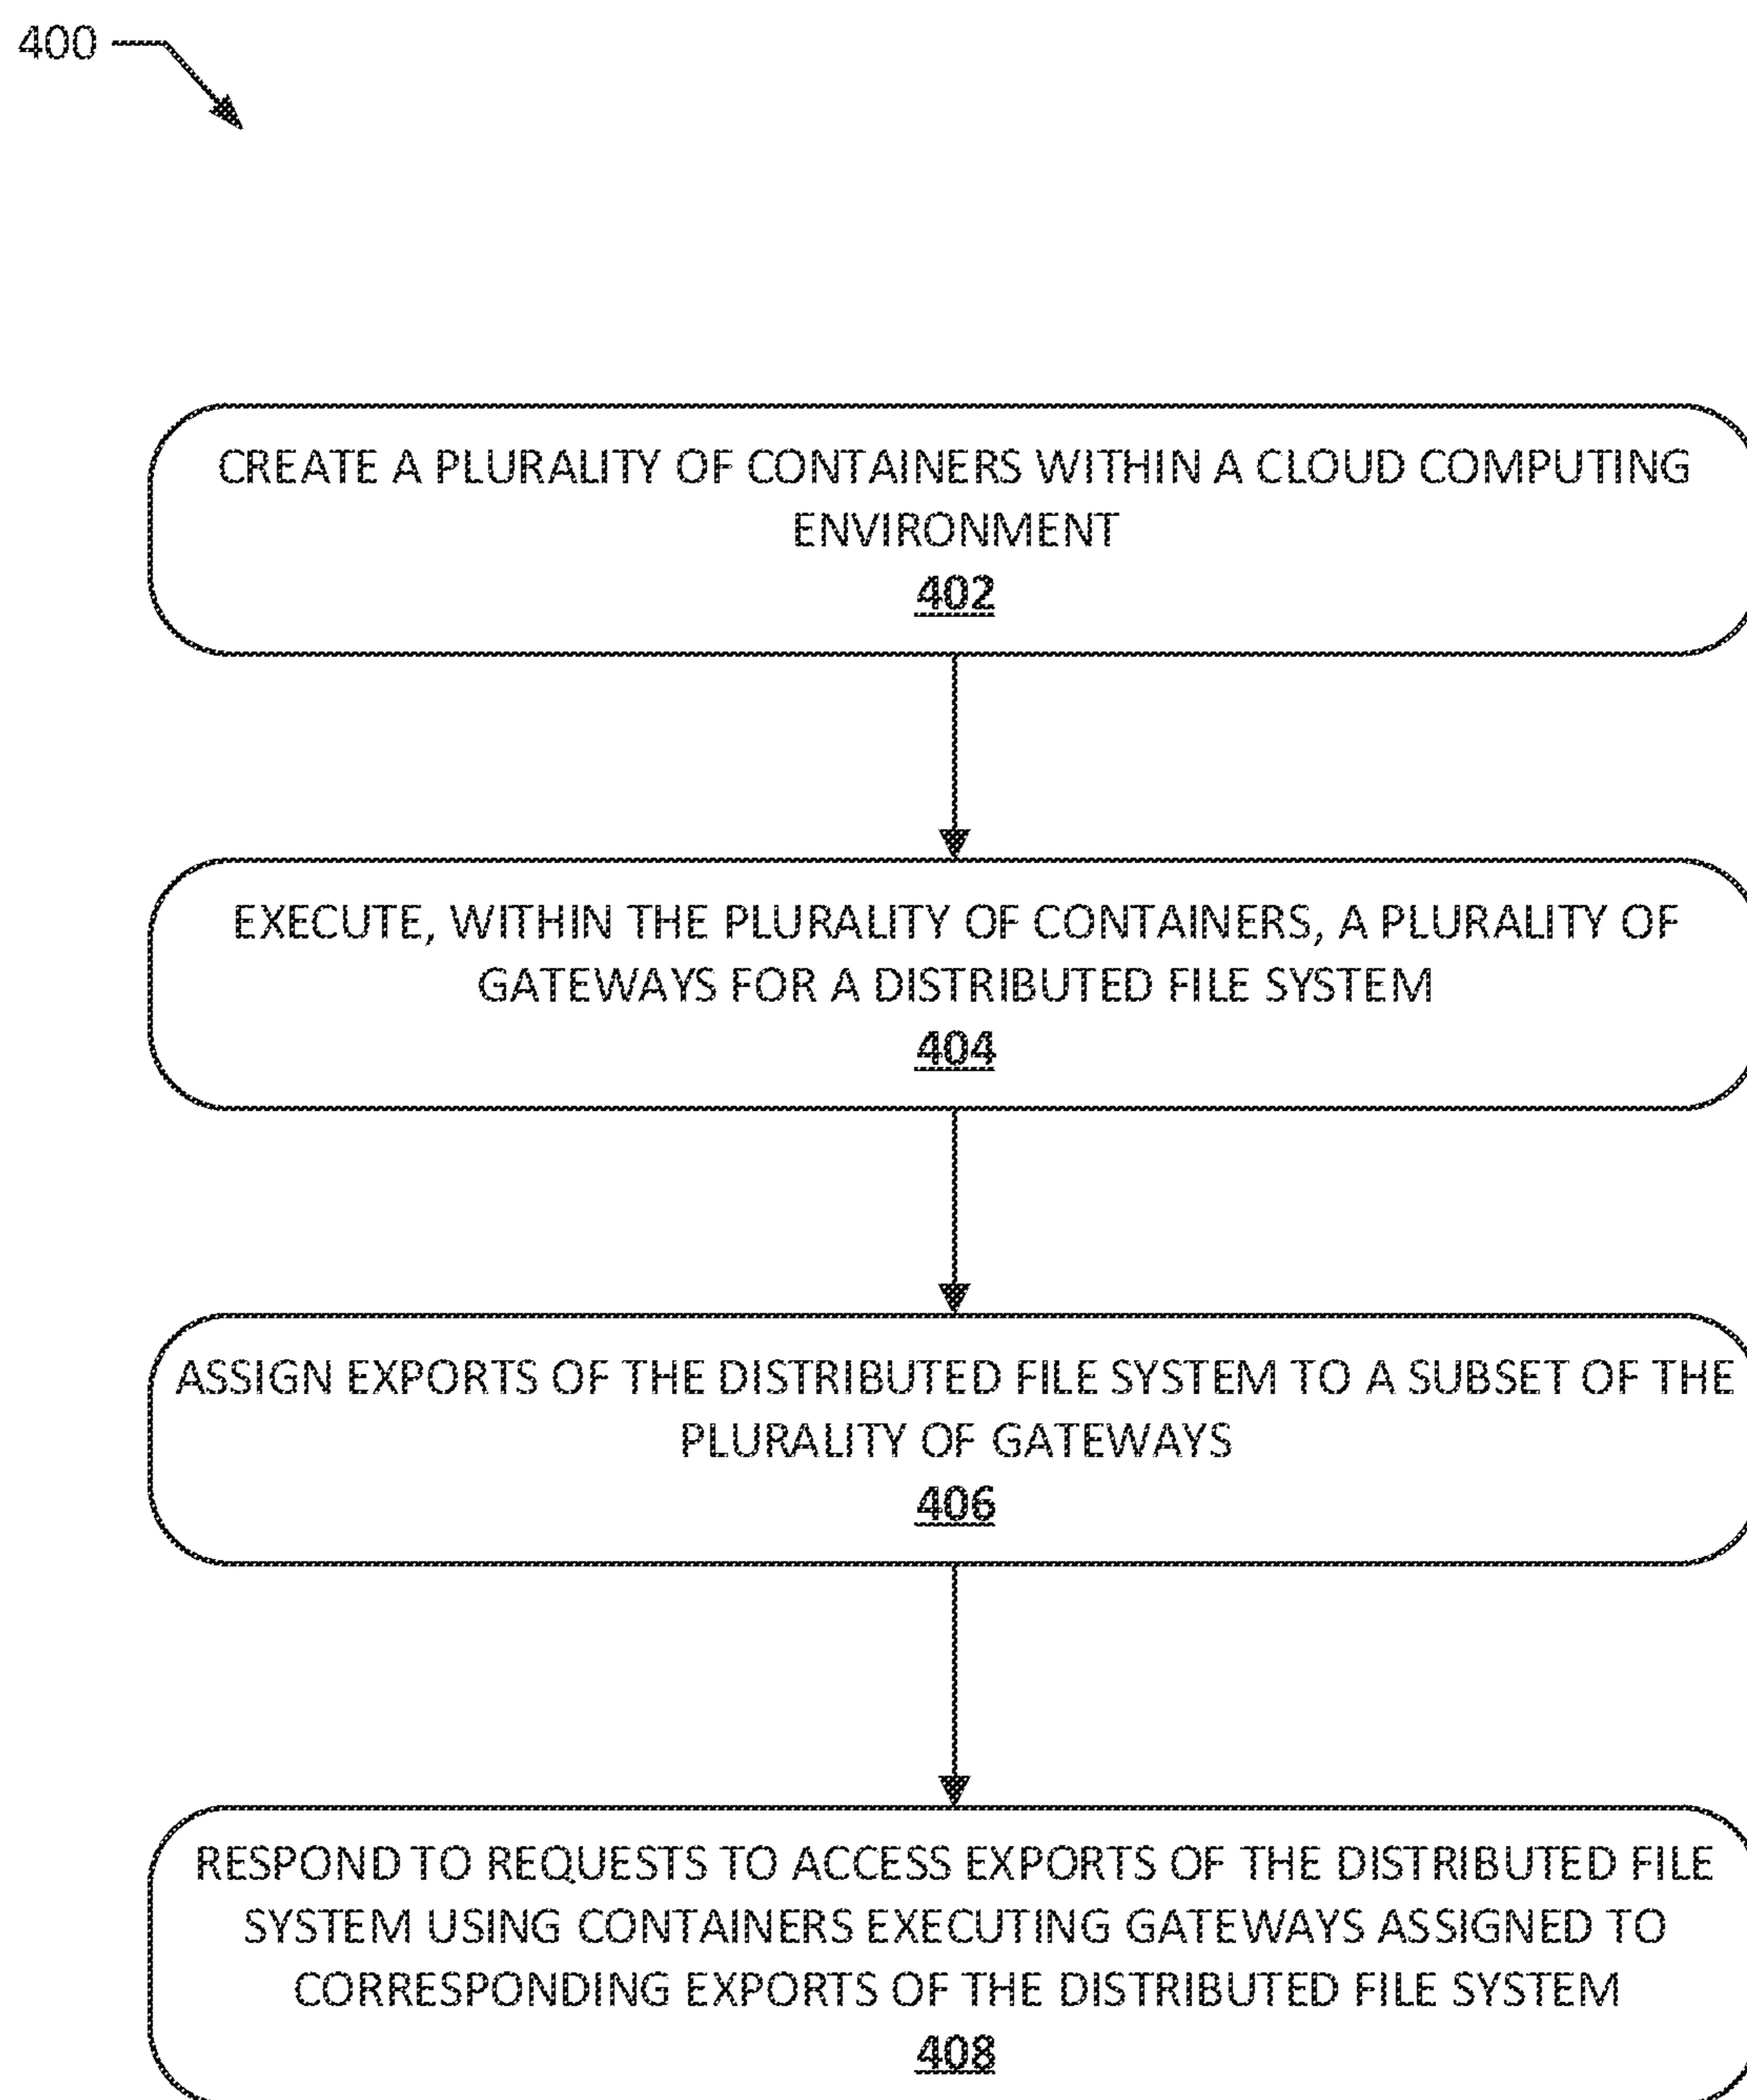 400
CREATE A PLURALITY OF CONTAINERS WITHIN A CLOUD COMPUTING
ENVIRONMENT
402
EXECUTE, WITHIN THE PLURALITY OF CONTAINERS, A PLURALITY OF
GATEWAYS FOR A DISTRIBUTED FILE SYSTEM
404
ASSIGN EXPORTS OF THE DISTRIBUTED FILE SYSTEM TO A SUBSET OF THE
PLURALITY OF GATEWAYS
406
RESPOND TO REQUESTS TO ACCESS EXPORTS OF THE DISTRIBUTED FILE
SYSTEM USING CONTAINERS EXECUTING GATEWAYS ASSIGNED TO
CORRESPONDING EXPORTS OF THE DISTRIBUTED FILE SYSTEM
408